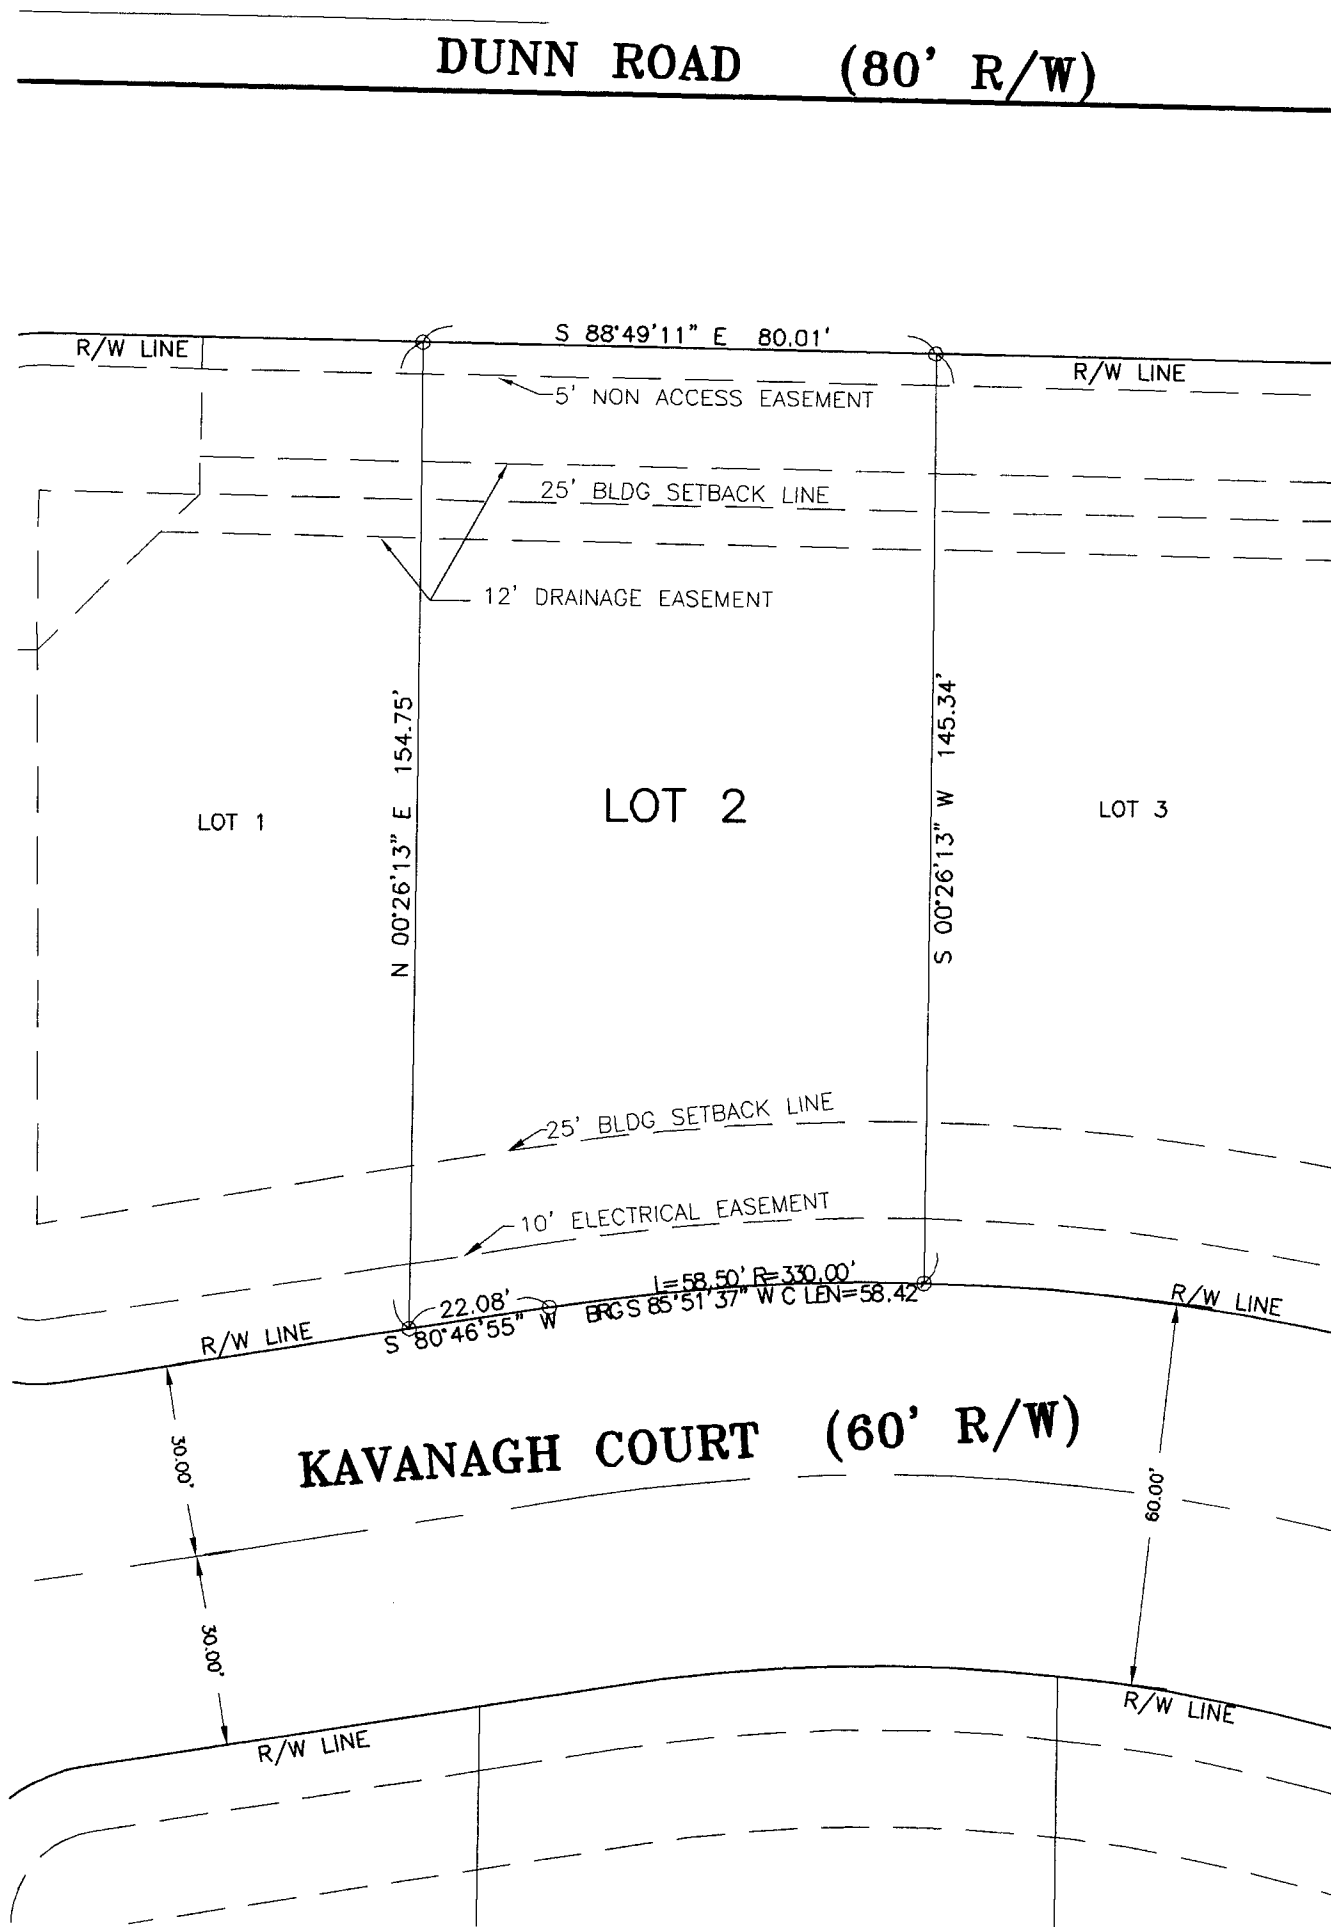 DUNN ROAD (80' R/W)
S 88°49'11" E 80.01'
R/W LINE
R/W LINE
5' NON ACCESS EASEMENT
25' BLDG SETBACK LINE
12' DRAINAGE EASEMENT
N 00°26'13" E 154.75'
S 00°26'13" W 145.34'
LOT 1
LOT 2
LOT 3
25' BLDG SETBACK LINE
10' ELECTRICAL EASEMENT
L=58.50' R=330.00'
BRG S 85°51'37" W C LEN=58.42
22.08'
S 80°46'55" W
R/W LINE
R/W LINE
KAVANAGH COURT (60' R/W)
30.00'
60.00'
30.00'
R/W LINE
R/W LINE